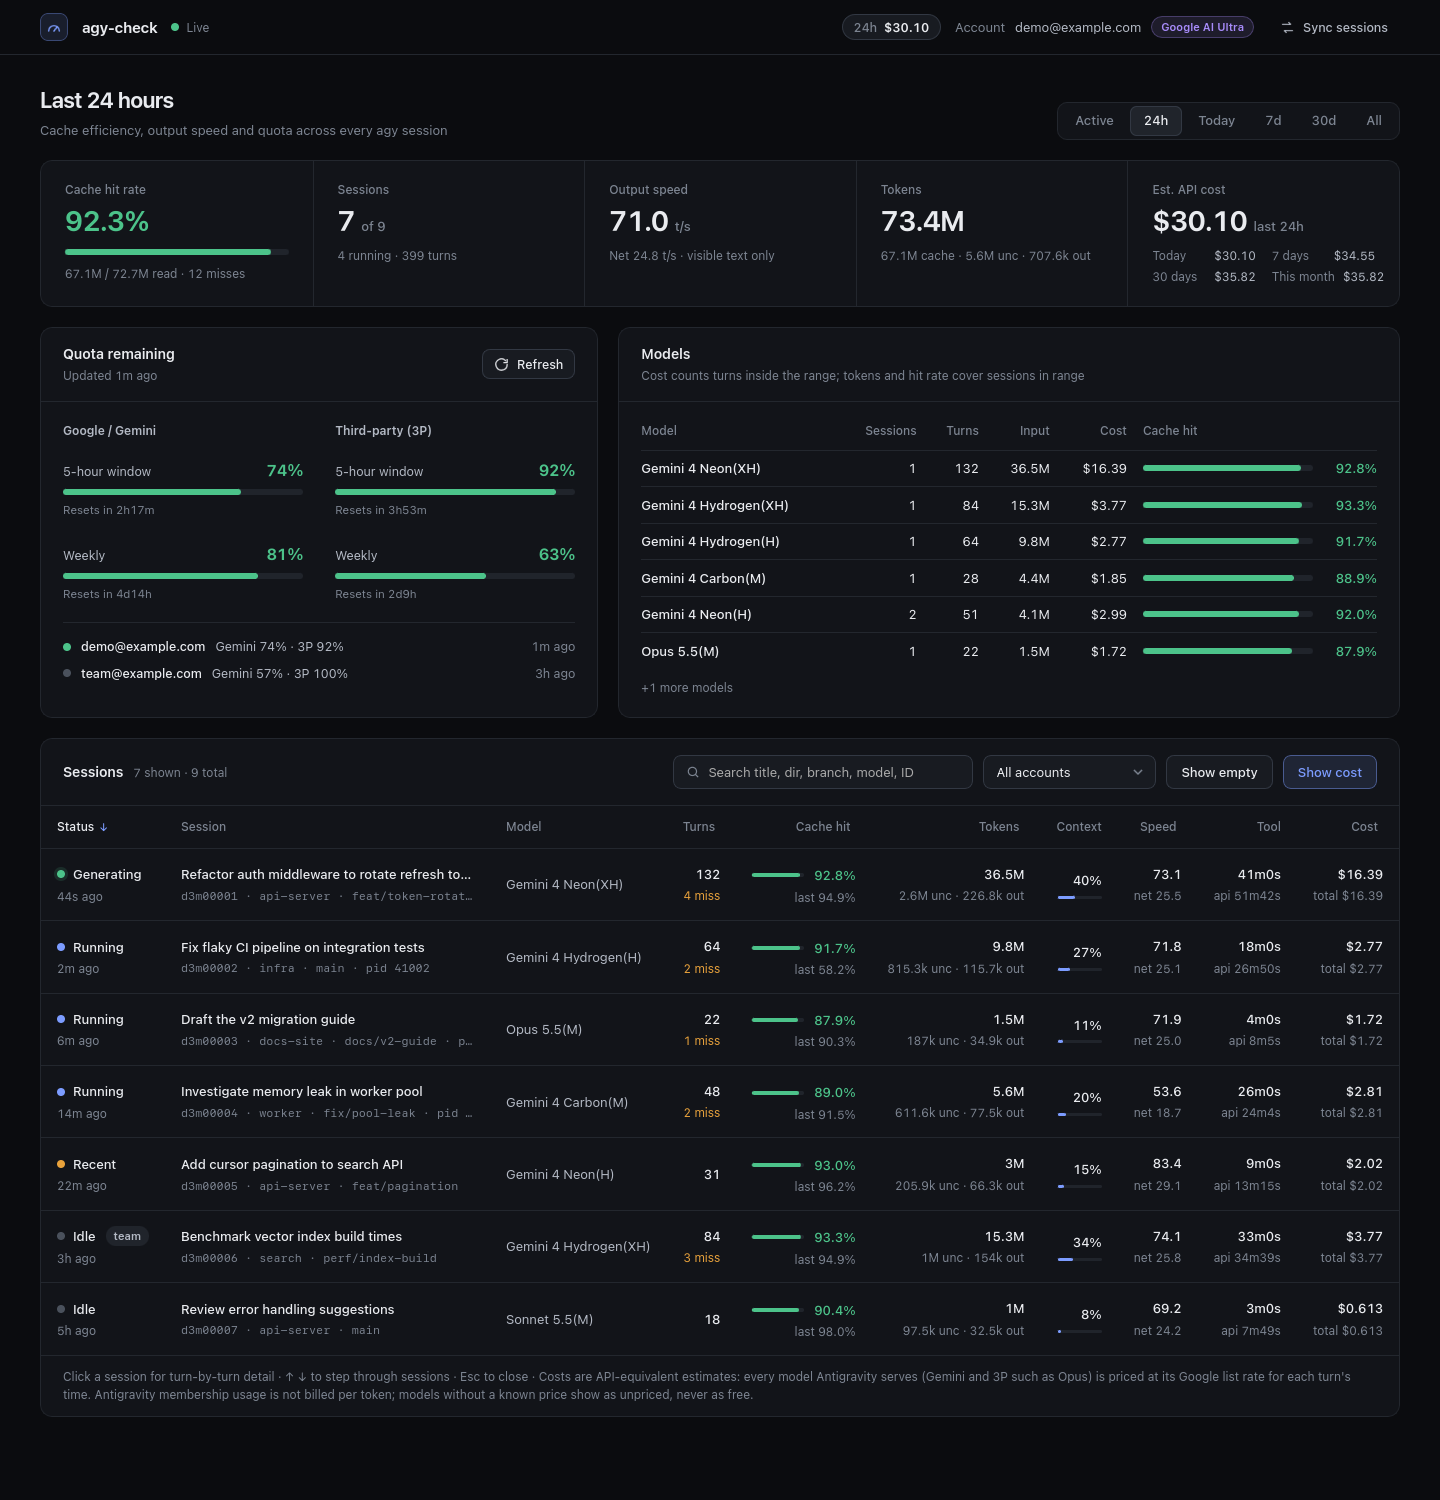 agy-check Live 24h $30.10 Account demo@example.com Google AI Ultra Sync sessions
Last 24 hours
Cache efficiency, output speed and quota across every agy session
Active 24h Today 7d 30d All
Cache hit rate
92.3%
67.1M / 72.7M read · 12 misses
Sessions
7 of 9
4 running · 399 turns
Output speed
71.0 t/s
Net 24.8 t/s · visible text only
Tokens
73.4M
67.1M cache · 5.6M unc · 707.6k out
Est. API cost
$30.10 last 24h
Today $30.10 7 days $34.55
30 days $35.82 This month $35.82
Quota remaining
Updated 1m ago
Refresh
Google / Gemini
5-hour window 74%
Resets in 2h17m
Weekly 81%
Resets in 4d14h
Third-party (3P)
5-hour window 92%
Resets in 3h53m
Weekly 63%
Resets in 2d9h
demo@example.com Gemini 74% · 3P 92% 1m ago
team@example.com Gemini 57% · 3P 100% 3h ago
Models
Cost counts turns inside the range; tokens and hit rate cover sessions in range
Model Sessions Turns Input Cost Cache hit
Gemini 4 Neon(XH) 1 132 36.5M $16.39 92.8%
Gemini 4 Hydrogen(XH) 1 84 15.3M $3.77 93.3%
Gemini 4 Hydrogen(H) 1 64 9.8M $2.77 91.7%
Gemini 4 Carbon(M) 1 28 4.4M $1.85 88.9%
Gemini 4 Neon(H) 2 51 4.1M $2.99 92.0%
Opus 5.5(M) 1 22 1.5M $1.72 87.9%
+1 more models
Sessions 7 shown · 9 total Search title, dir, branch, model, ID All accounts Show empty Show cost
Status ↓ Session Model Turns Cache hit Tokens Context Speed Tool Cost
Generating Refactor auth middleware to rotate refresh to… Gemini 4 Neon(XH) 132 92.8% 36.5M 40% 73.1 41m0s $16.39
44s ago d3m00001 · api-server · feat/token-rotat… 4 miss last 94.9% 2.6M unc · 226.8k out net 25.5 api 51m42s total $16.39
Running Fix flaky CI pipeline on integration tests Gemini 4 Hydrogen(H) 64 91.7% 9.8M 27% 71.8 18m0s $2.77
2m ago d3m00002 · infra · main · pid 41002 2 miss last 58.2% 815.3k unc · 115.7k out net 25.1 api 26m50s total $2.77
Running Draft the v2 migration guide Opus 5.5(M) 22 87.9% 1.5M 11% 71.9 4m0s $1.72
6m ago d3m00003 · docs-site · docs/v2-guide · p… 1 miss last 90.3% 187k unc · 34.9k out net 25.0 api 8m5s total $1.72
Running Investigate memory leak in worker pool Gemini 4 Carbon(M) 48 89.0% 5.6M 20% 53.6 26m0s $2.81
14m ago d3m00004 · worker · fix/pool-leak · pid … 2 miss last 91.5% 611.6k unc · 77.5k out net 18.7 api 24m4s total $2.81
Recent Add cursor pagination to search API Gemini 4 Neon(H) 31 93.0% 3M 15% 83.4 9m0s $2.02
22m ago d3m00005 · api-server · feat/pagination last 96.2% 205.9k unc · 66.3k out net 29.1 api 13m15s total $2.02
Idle team Benchmark vector index build times Gemini 4 Hydrogen(XH) 84 93.3% 15.3M 34% 74.1 33m0s $3.77
3h ago d3m00006 · search · perf/index-build 3 miss last 94.9% 1M unc · 154k out net 25.8 api 34m39s total $3.77
Idle Review error handling suggestions Sonnet 5.5(M) 18 90.4% 1M 8% 69.2 3m0s $0.613
5h ago d3m00007 · api-server · main last 98.0% 97.5k unc · 32.5k out net 24.2 api 7m49s total $0.613
Click a session for turn-by-turn detail · ↑ ↓ to step through sessions · Esc to close · Costs are API-equivalent estimates: every model Antigravity serves (Gemini and 3P such as Opus) is priced at its Google list rate for each turn's
time. Antigravity membership usage is not billed per token; models without a known price show as unpriced, never as free.